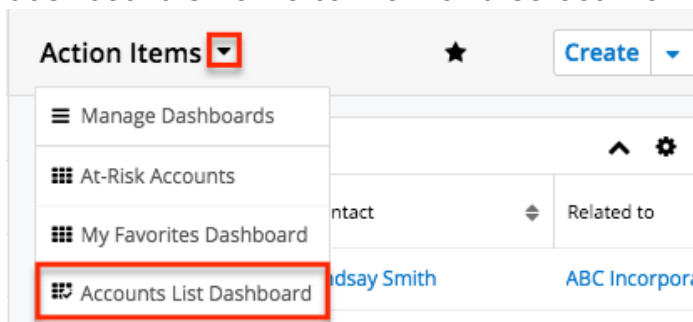 Action Items
Create
Manage Dashboards
At-Risk Accounts
ntact
Related to
My Favorites Dashboard
dsay Smith
ABC Incorpora
Accounts List Dashboard